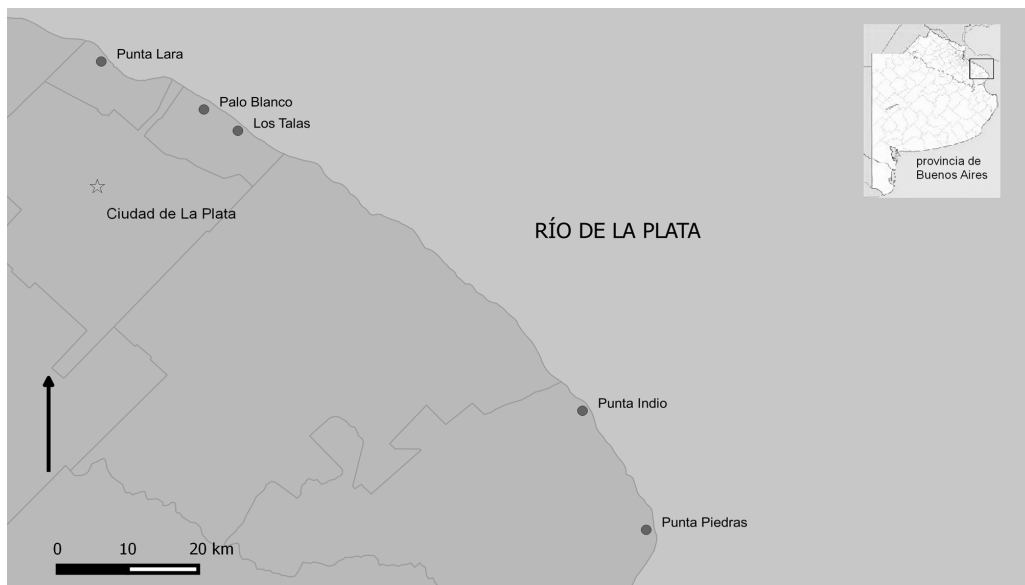 Punta Lara
Palo Blanco
Los Talas
Ciudad de La Plata
RÍO DE LA PLATA
provincia de
Buenos Aires
Punta Indio
Punta Piedras
0 10 20 km